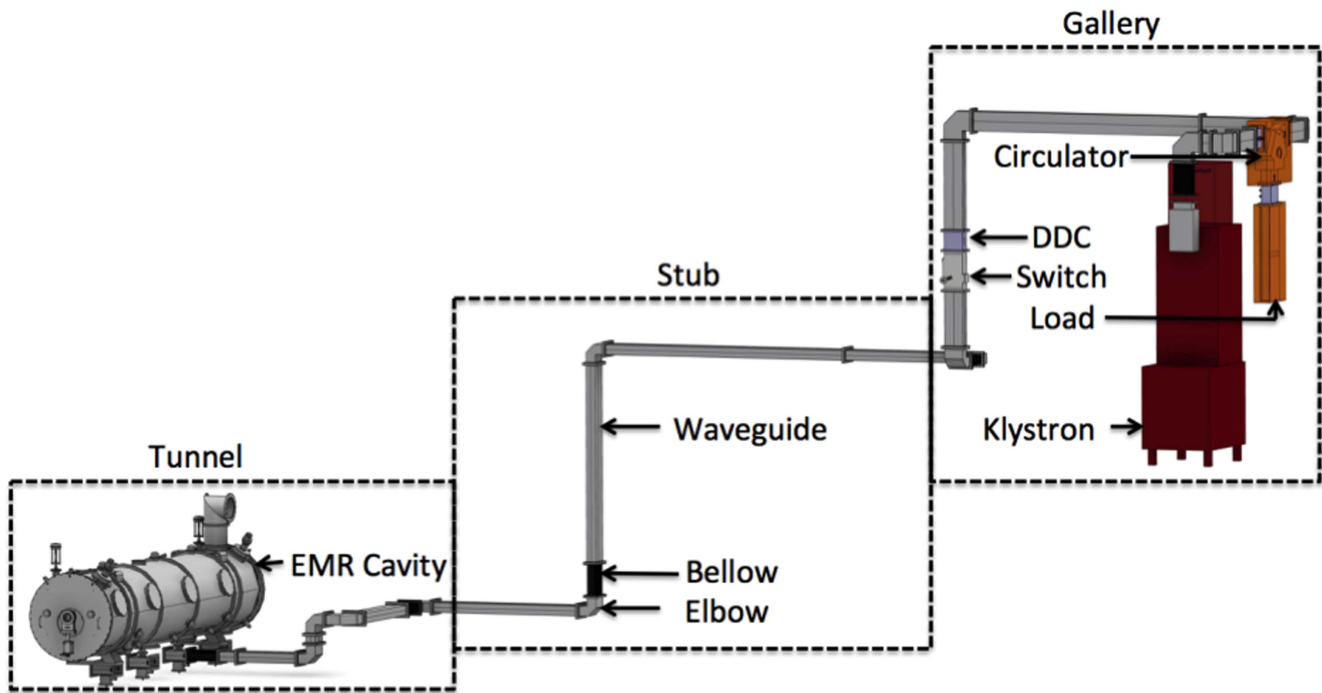 Gallery
Circulator
DDC
Switch
Load
Klystron
Stub
Waveguide
Bellow
Elbow
Tunnel
EMR Cavity